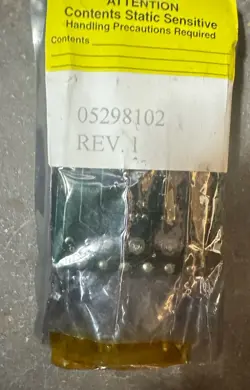 ATTENTION
Contents Static Sensitive
Handling Precautions Required
Contents
05298102
REV. 1